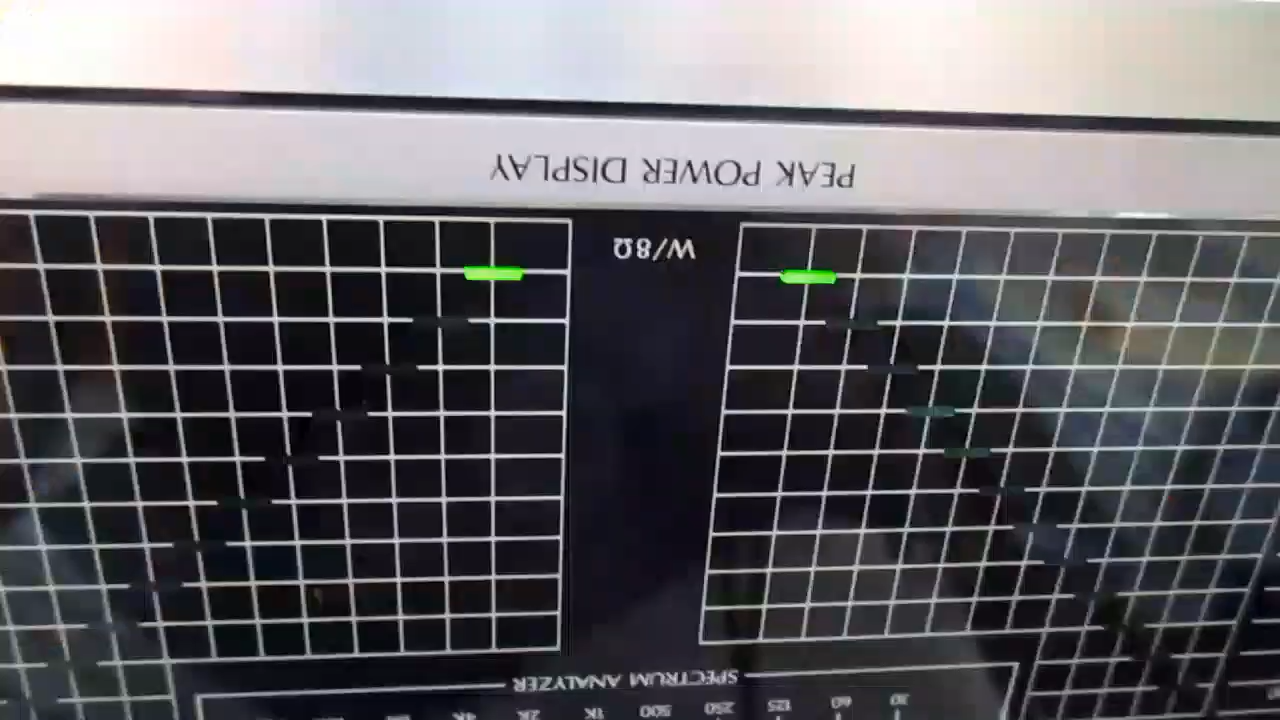 PEAK POWER DISPLAY
W/8Ω
SPECTRUM ANALYZER
30 60 125 250 500 1K 2K 4K